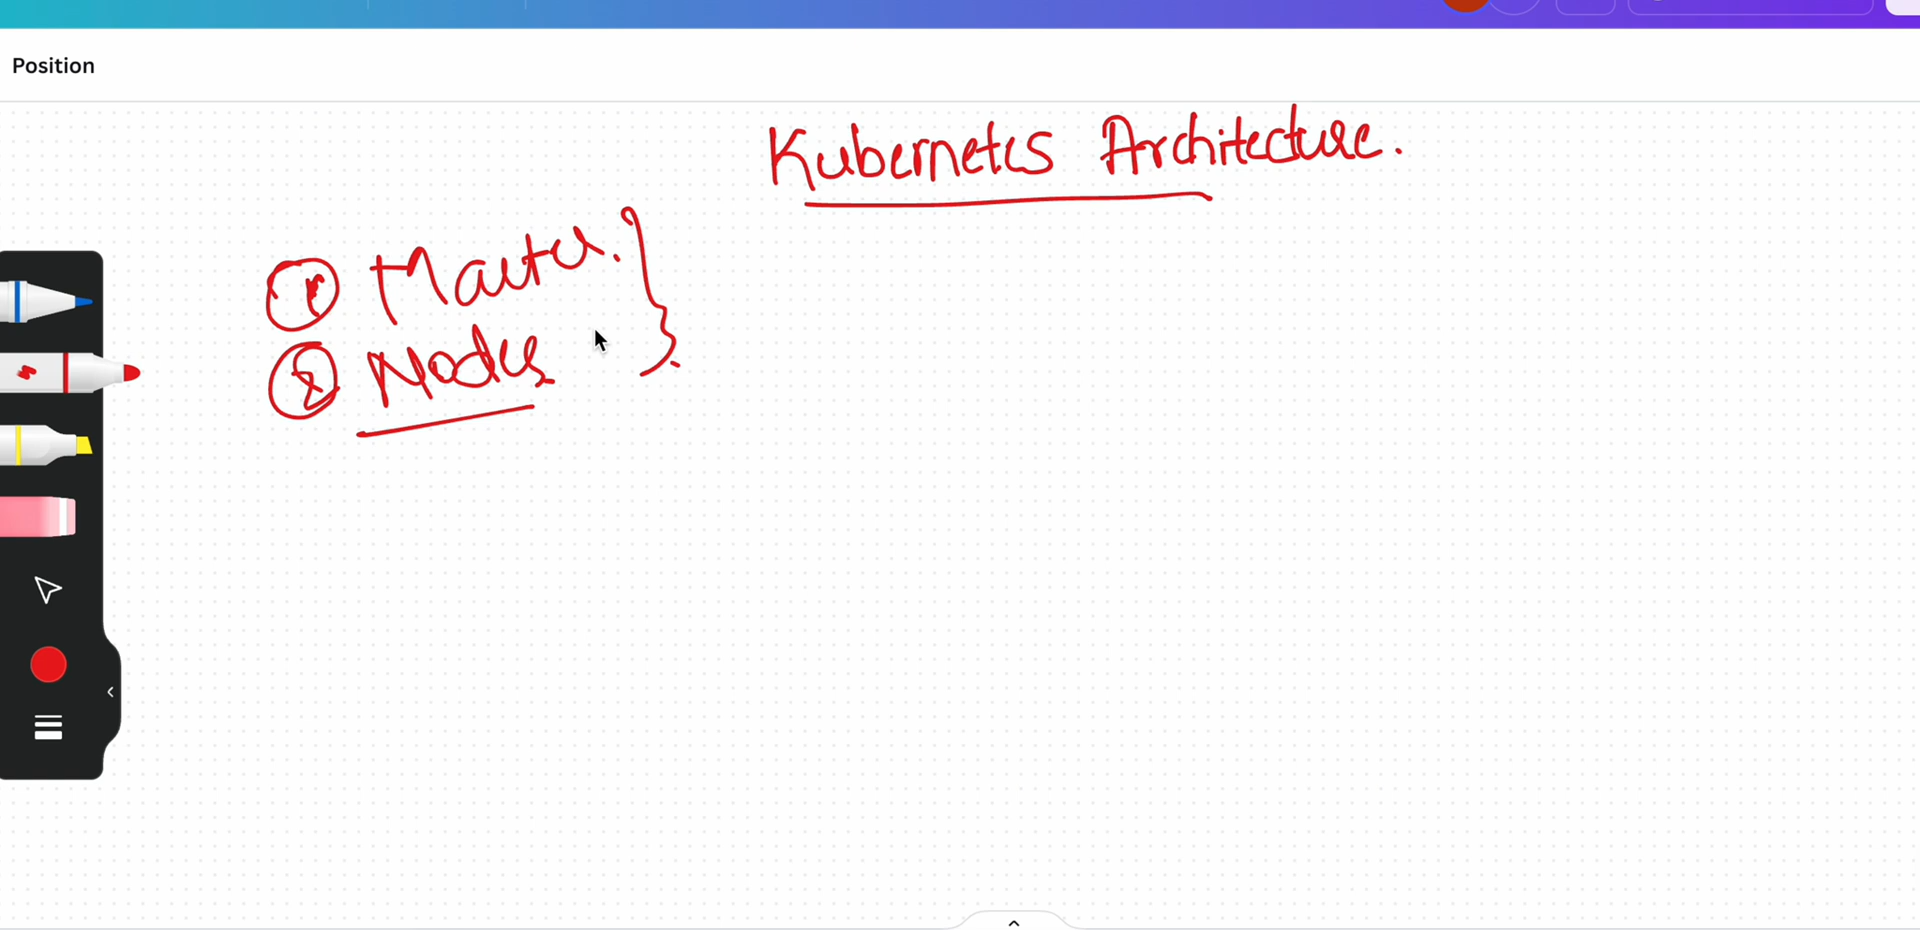 Position
Kubernetes Architecture.
① Master.
② Nodes